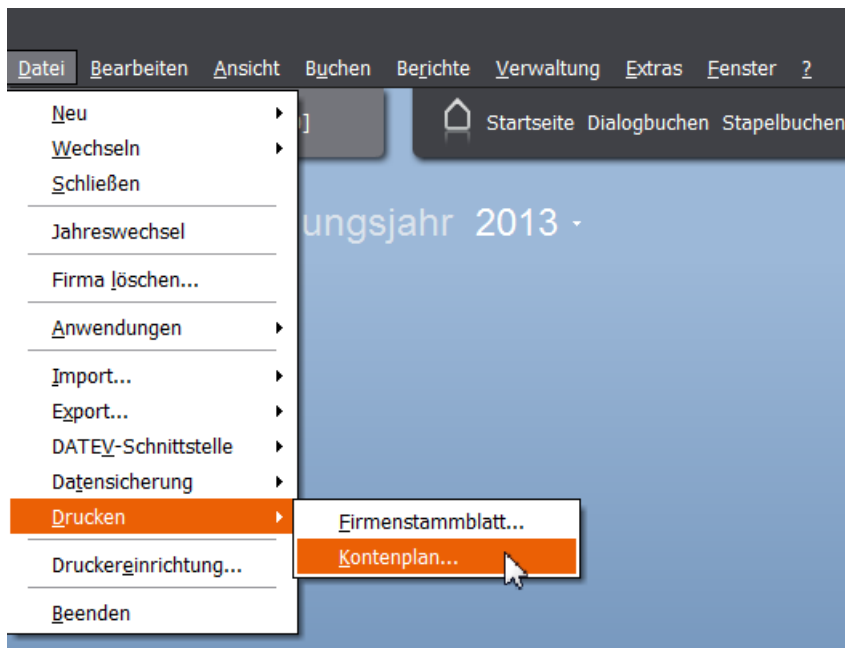 Datei Bearbeiten Ansicht Buchen Berichte Verwaltung Extras Fenster ?
Neu
]
Startseite Dialogbuchen Stapelbuchen
Wechseln
Schließen
Jahreswechsel
ungsjahr 2013
Firma löschen...
Anwendungen
Import...
Export...
DATEV-Schnittstelle
Datensicherung
Drucken
Firmenstammblatt...
Kontenplan...
Druckereinrichtung...
Beenden